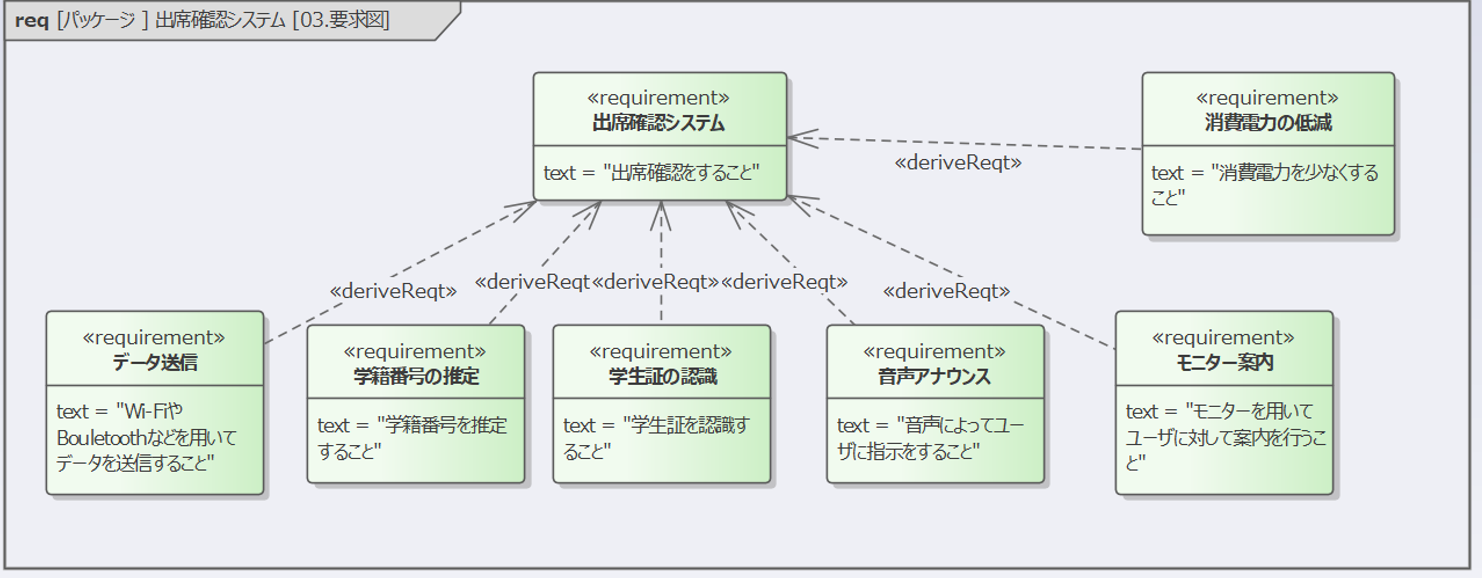 req [パッケージ ] 出席確認システム [03.要求図]
«requirement»
出席確認システム
text = "出席確認をすること"
«requirement»
消費電力の低減
text = "消費電力を少なくする
こと"
«deriveReqt»
«deriveReqt»
«deriveReqt
«deriveReqt»
«deriveReqt»
«deriveReqt»
«requirement»
データ送信
text = "Wi-Fiや
Bouletoothなどを用いて
データを送信すること"
«requirement»
学籍番号の推定
text = "学籍番号を推定
すること"
«requirement»
学生証の認識
text = "学生証を認識す
ること"
«requirement»
音声アナウンス
text = "音声によってユー
ザに指示をすること"
«requirement»
モニター案内
text = "モニターを用いて
ユーザに対して案内を行うこ
と"